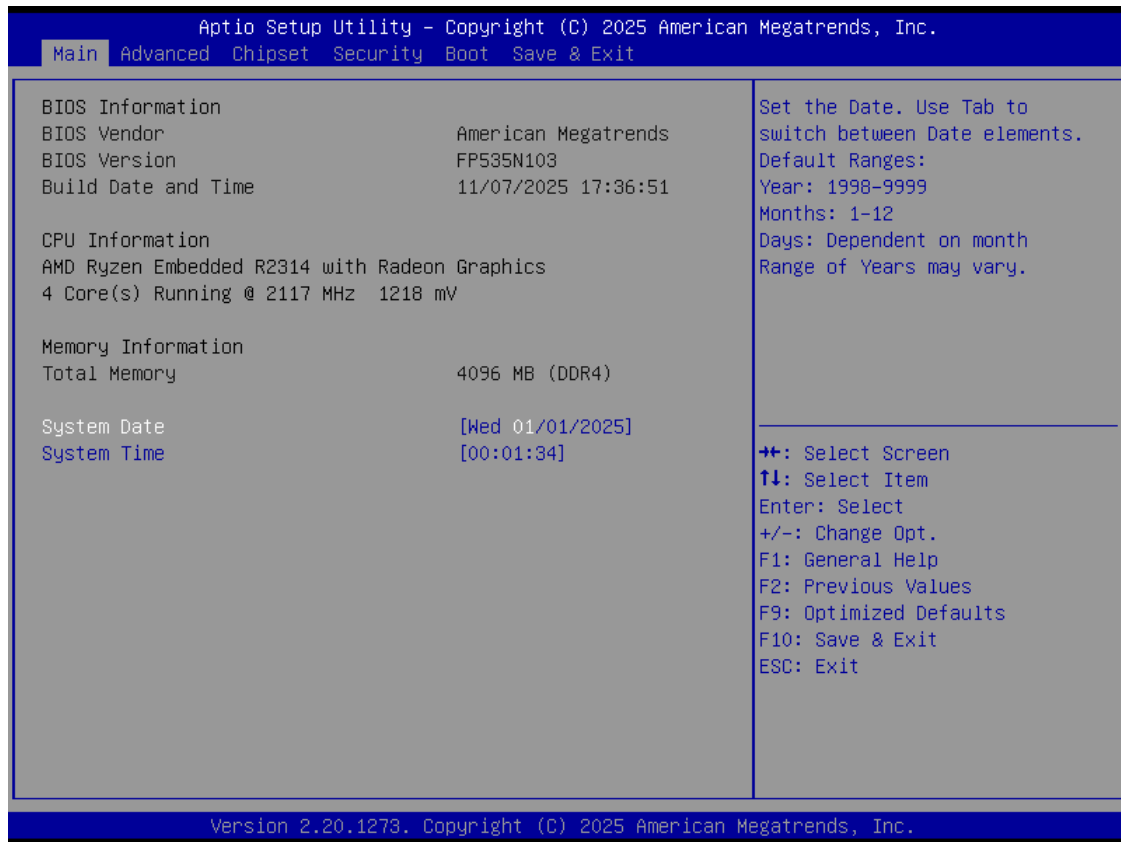 Aptio Setup Utility – Copyright (C) 2025 American Megatrends, Inc.
Main Advanced Chipset Security Boot Save & Exit
BIOS Information
BIOS Vendor American Megatrends
BIOS Version FP535N103
Build Date and Time 11/07/2025 17:36:51
CPU Information
AMD Ryzen Embedded R2314 with Radeon Graphics
4 Core(s) Running @ 2117 MHz 1218 mV
Memory Information
Total Memory 4096 MB (DDR4)
System Date [Wed 01/01/2025]
System Time [00:01:34]
Set the Date. Use Tab to
switch between Date elements.
Default Ranges:
Year: 1998-9999
Months: 1-12
Days: Dependent on month
Range of Years may vary.
→←: Select Screen
↑↓: Select Item
Enter: Select
+/-: Change Opt.
F1: General Help
F2: Previous Values
F9: Optimized Defaults
F10: Save & Exit
ESC: Exit
Version 2.20.1273. Copyright (C) 2025 American Megatrends, Inc.